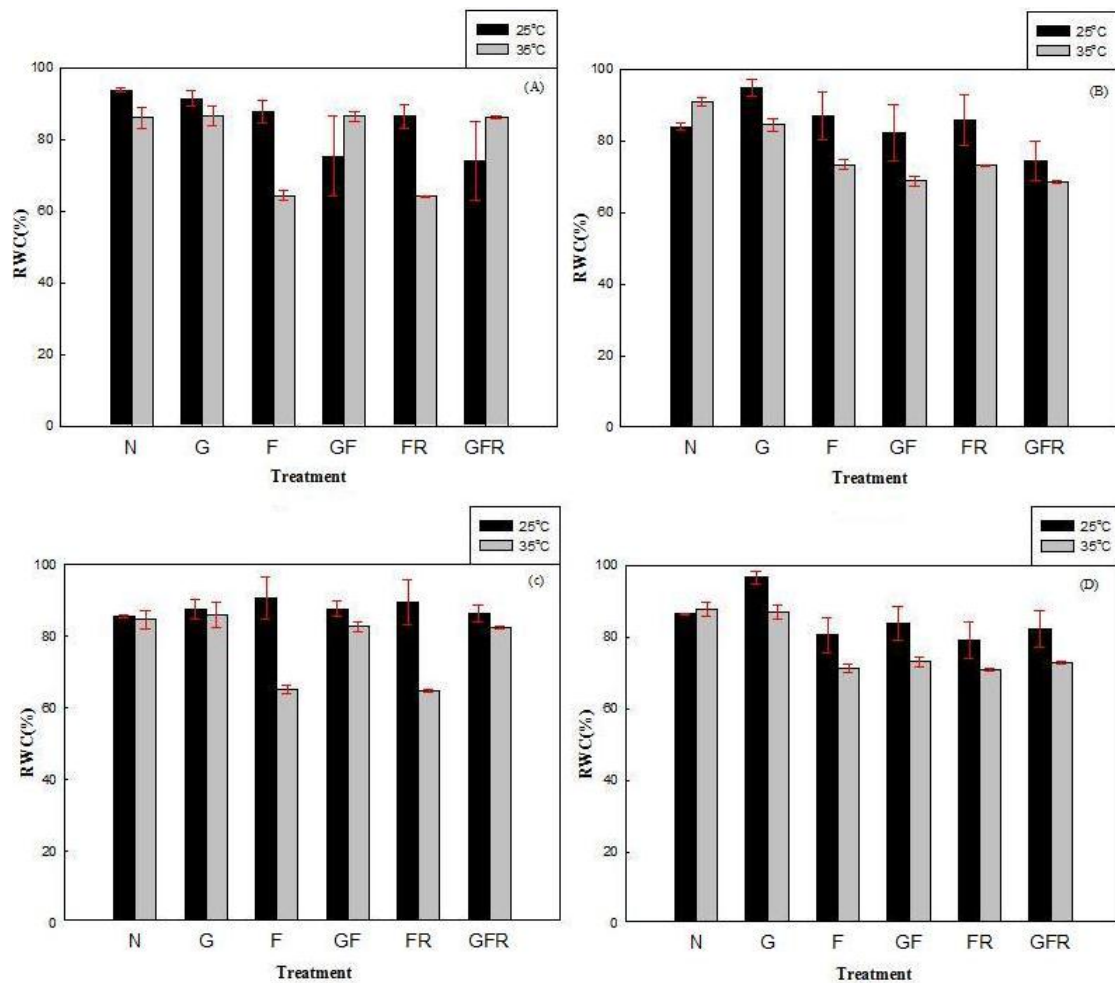 25°C
35°C
(A)
100
80
60
40
20
0
RWC(%)
N G F GF FR GFR
Treatment
25°C
35°C
(B)
100
80
60
40
20
0
RWC(%)
N G F GF FR GFR
Treatment
25°C
35°C
(c)
100
80
60
40
20
0
RWC(%)
N G F GF FR GFR
Treatment
25°C
35°C
(D)
100
80
60
40
20
0
RWC(%)
N G F GF FR GFR
Treatment